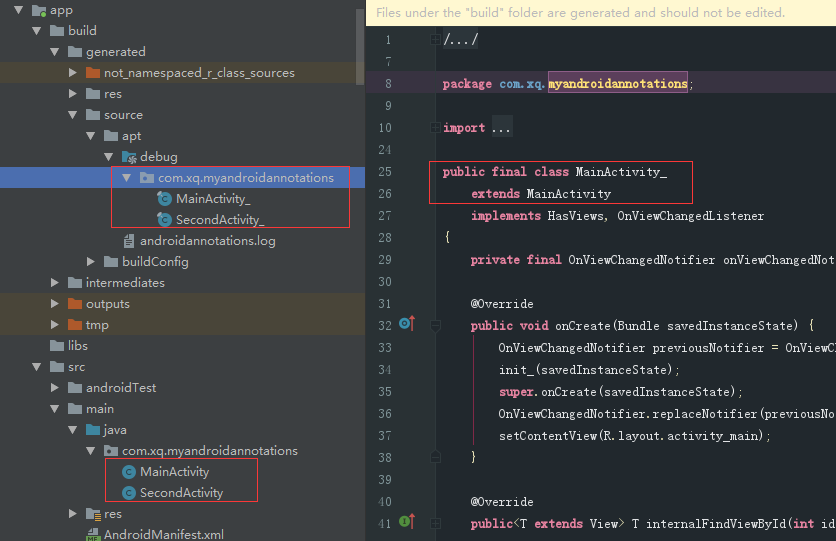 app
build
generated
not_namespaced_r_class_sources
res
source
apt
debug
com.xq.myandroidannotations
MainActivity_
SecondActivity_
androidannotations.log
buildConfig
intermediates
outputs
tmp
libs
src
androidTest
main
java
com.xq.myandroidannotations
MainActivity
SecondActivity
res
AndroidManifest.xml
Files under the "build" folder are generated and should not be edited.
1 /.../
7
8 package com.xq.myandroidannotations;
9
10 import ...
24
25 public final class MainActivity_
26 extends MainActivity
27 implements HasViews, OnViewChangedListener
28 {
29 private final OnViewChangedNotifier onViewChangedNot
30
31 @Override
32 public void onCreate(Bundle savedInstanceState) {
33 OnViewChangedNotifier previousNotifier = OnViewCh
34 init_(savedInstanceState);
35 super.onCreate(savedInstanceState);
36 OnViewChangedNotifier.replaceNotifier(previousNo
37 setContentView(R.layout.activity_main);
38 }
39
40 @Override
41 public<T extends View> T internalFindViewById(int id